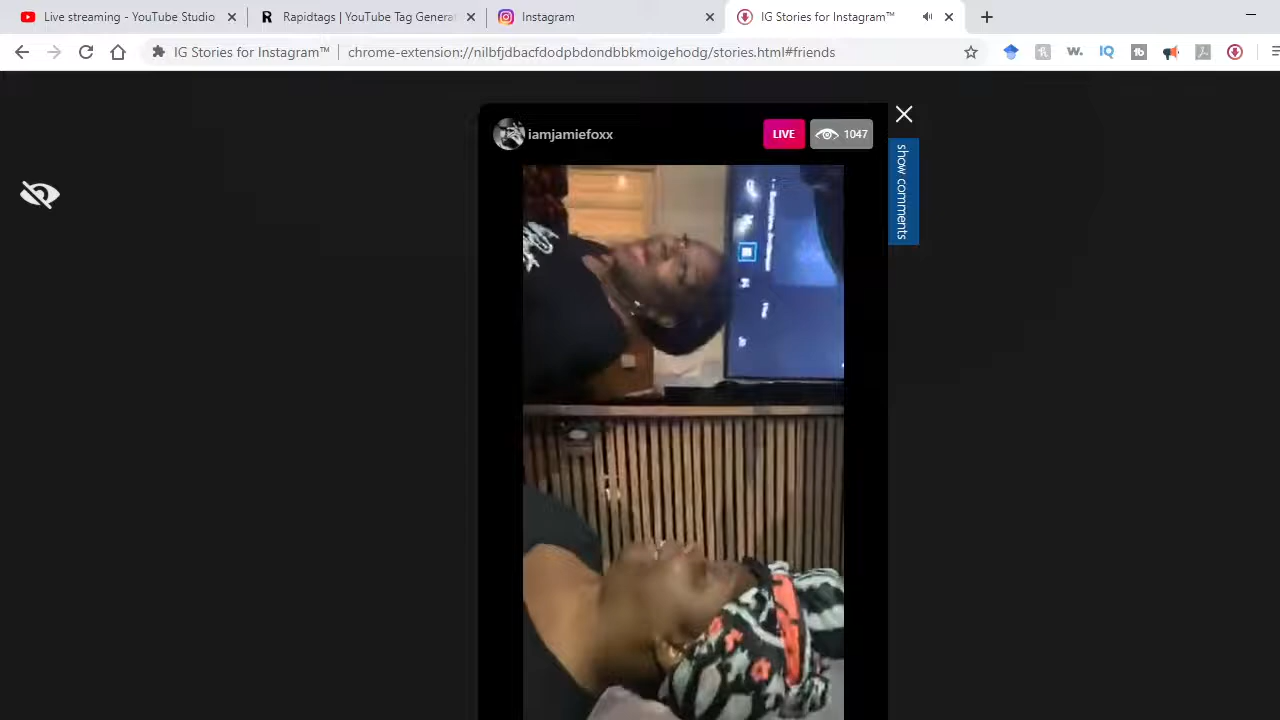 Live streaming - YouTube Studio
Rapidtags | YouTube Tag Genera
Instagram
IG Stories for Instagram™
IG Stories for Instagram™ | chrome-extension://nilbfjdbacfdodpbdondbbkmoigehodg/stories.html#friends
iamjamiefoxx
LIVE
1047
show comments